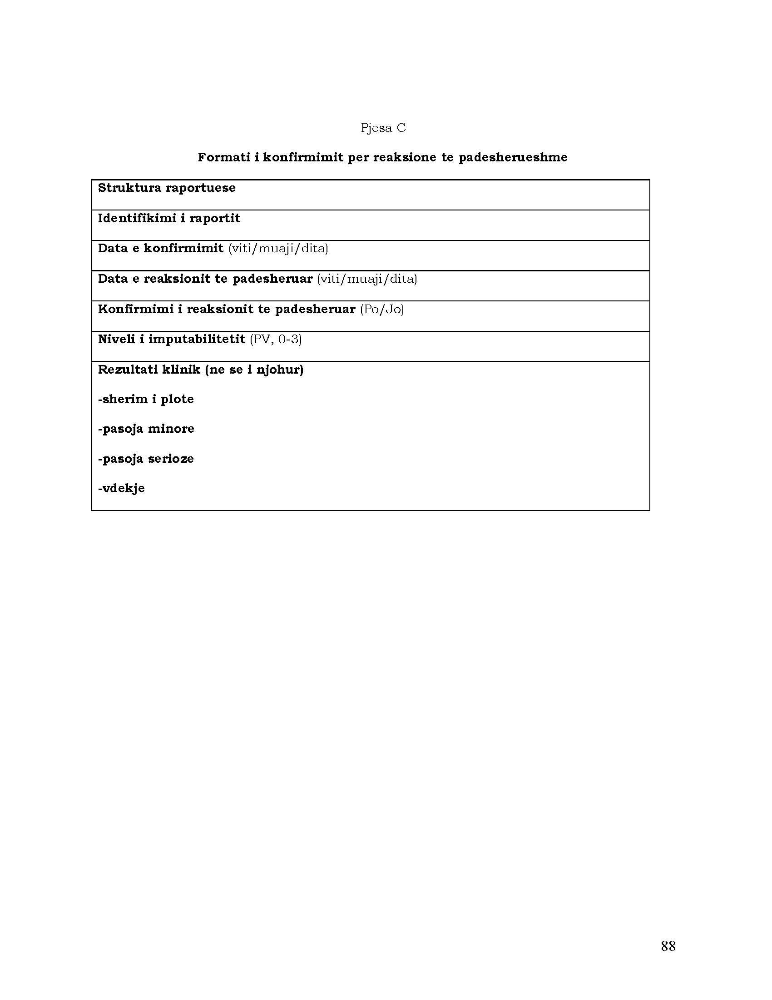 Pjesa C
Formati i konfirmimit per reaksione te padesherueshme
Struktura raportuese
Identifikimi i raportit
Data e konfirmimit (viti/muaji/dita)
Data e reaksionit te padesheruar (viti/muaji/dita)
Konfirmimi i reaksionit te padesheruar (Po/Jo)
Niveli i imputabilitetit (PV, 0-3)
Rezultati klinik (ne se i njohur)
-sherim i plote
-pasoja minore
-pasoja serioze
-vdekje
88